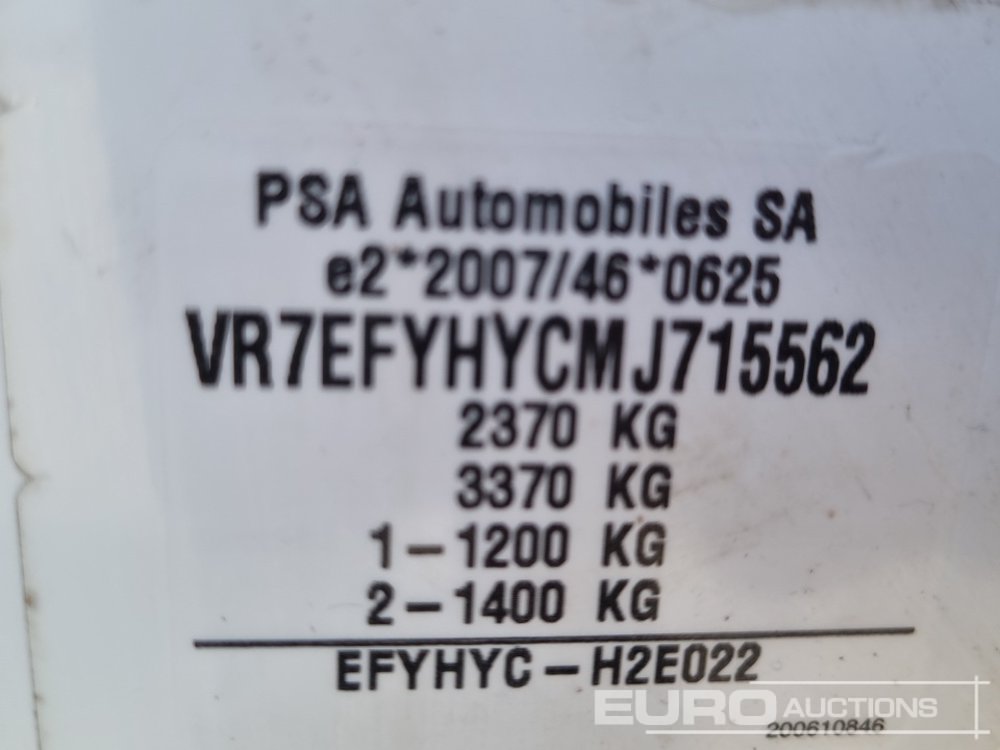 PSA Automobiles SA
e2*2007/46*0625
VR7EFYHYCMJ715562
2370 KG
3370 KG
1-1200 KG
2-1400 KG
EFYHYC-H2E022
200610846
EURO AUCTIONS